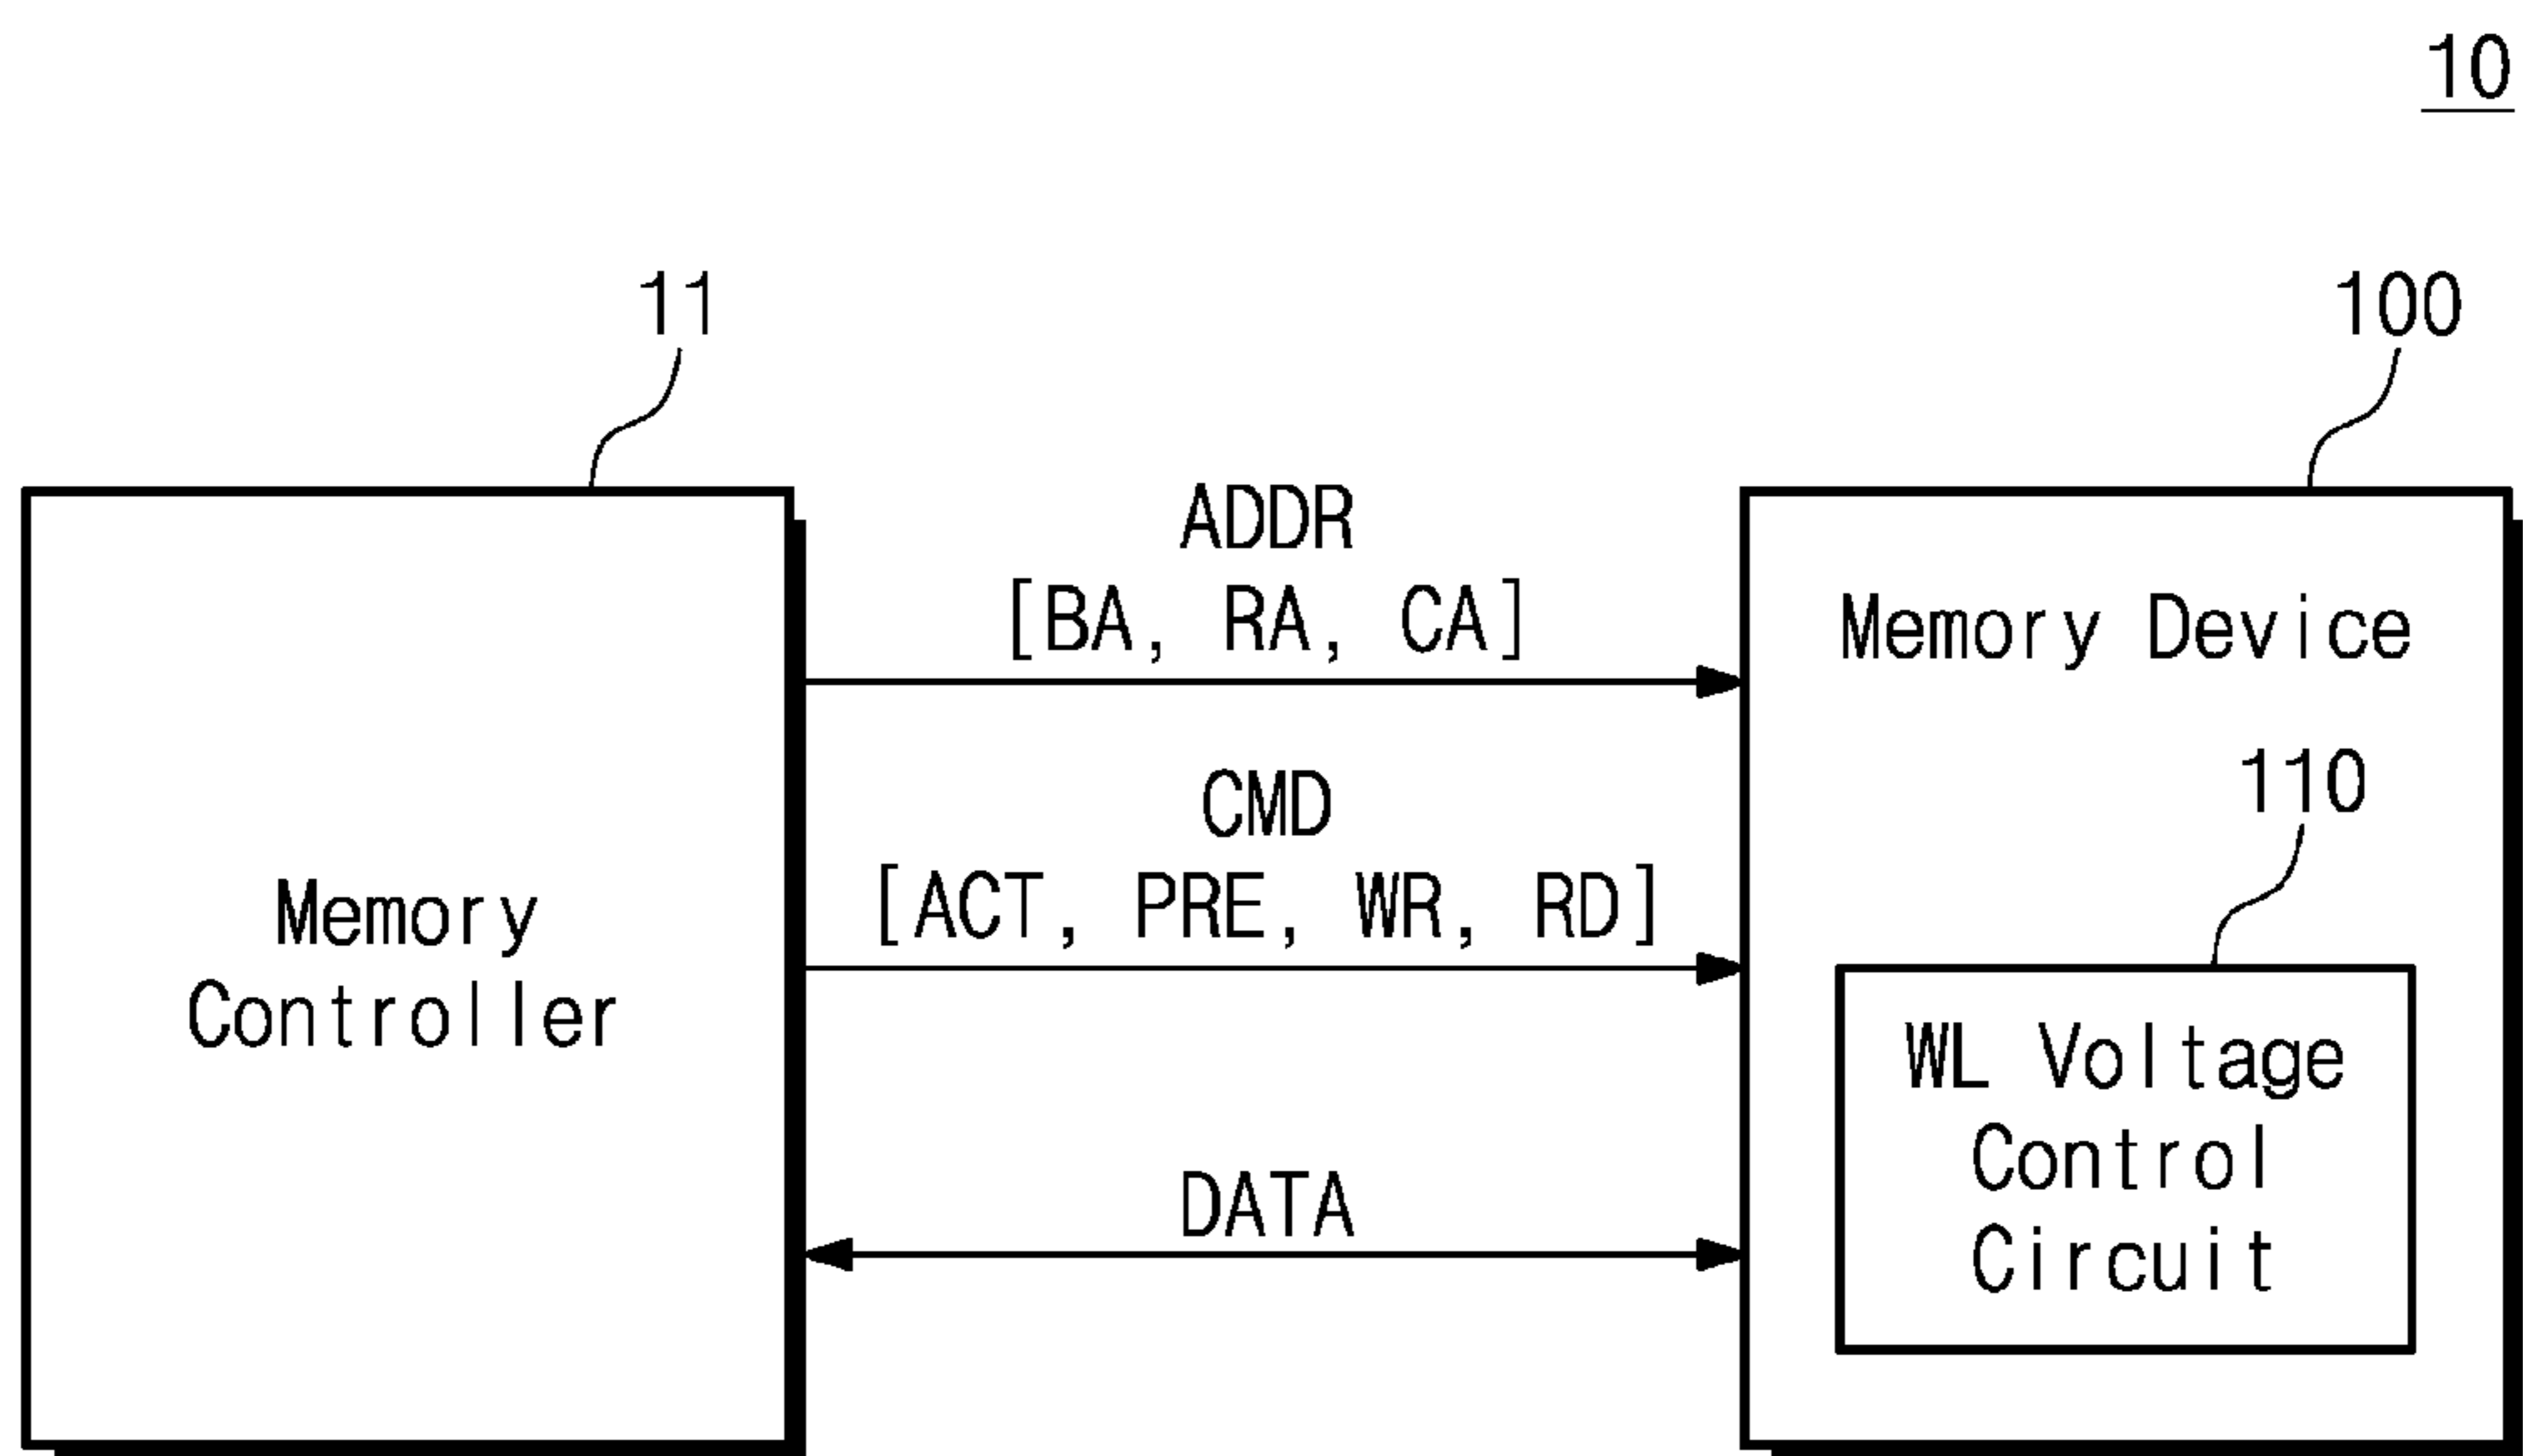 10
11
100
ADDR
[BA, RA, CA]
Memory Device
CMD
[ACT, PRE, WR, RD]
110
Memory
Controller
WL Voltage
Control
Circuit
DATA